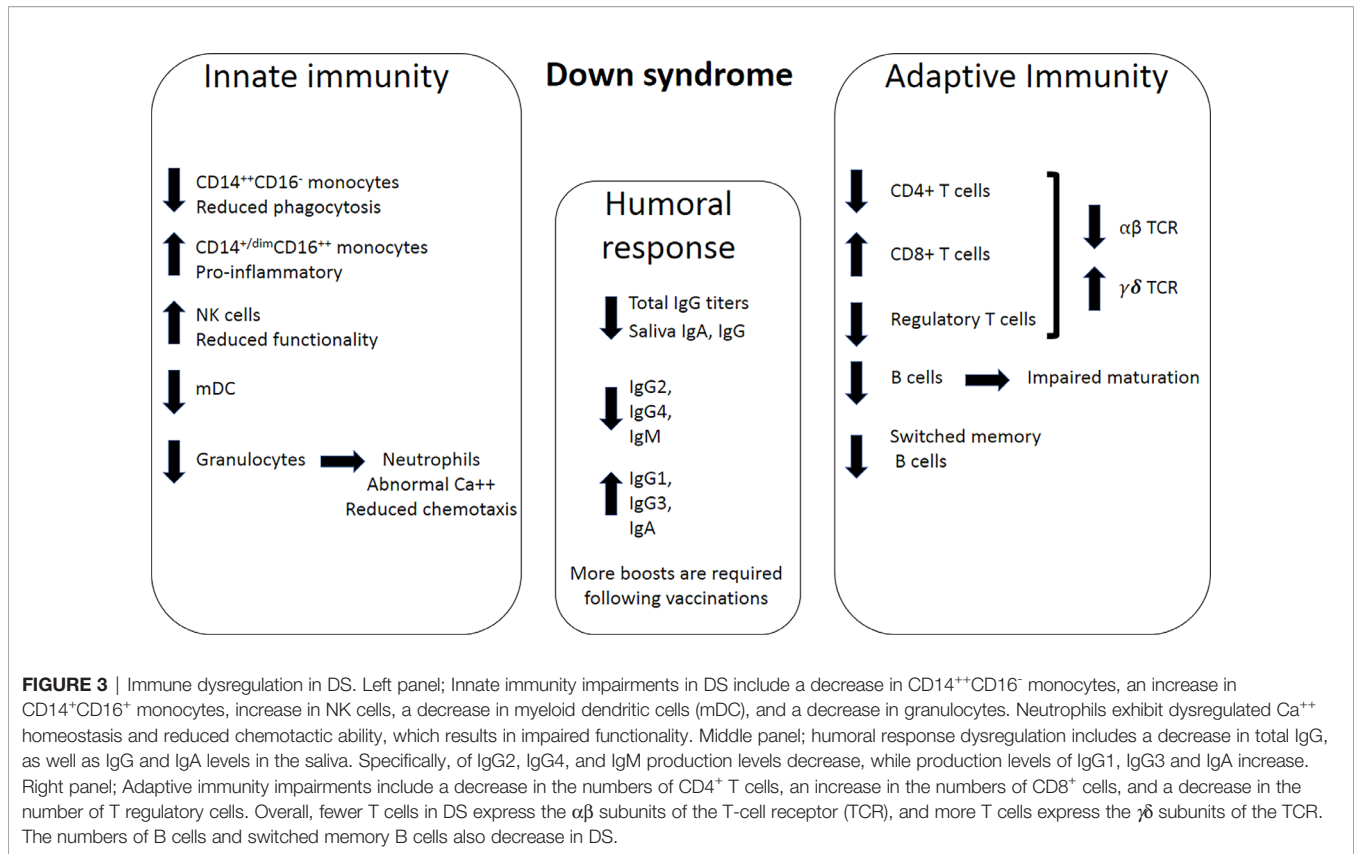 Innate immunity
CD14⁺⁺CD16⁻ monocytes
Reduced phagocytosis
CD14⁺/ᵈⁱᵐCD16⁺⁺ monocytes
Pro-inflammatory
NK cells
Reduced functionality
mDC
Granulocytes
Neutrophils
Abnormal Ca++
Reduced chemotaxis
Down syndrome
Humoral
response
Total IgG titers
Saliva IgA, IgG
IgG2,
IgG4,
IgM
IgG1,
IgG3,
IgA
More boosts are required
following vaccinations
Adaptive Immunity
CD4+ T cells
CD8+ T cells
Regulatory T cells
αβ TCR
γδ TCR
B cells
Impaired maturation
Switched memory
B cells
FIGURE 3 | Immune dysregulation in DS. Left panel; Innate immunity impairments in DS include a decrease in CD14⁺⁺CD16⁻ monocytes, an increase in
CD14⁺CD16⁺ monocytes, increase in NK cells, a decrease in myeloid dendritic cells (mDC), and a decrease in granulocytes. Neutrophils exhibit dysregulated Ca⁺⁺
homeostasis and reduced chemotactic ability, which results in impaired functionality. Middle panel; humoral response dysregulation includes a decrease in total IgG,
as well as IgG and IgA levels in the saliva. Specifically, of IgG2, IgG4, and IgM production levels decrease, while production levels of IgG1, IgG3 and IgA increase.
Right panel; Adaptive immunity impairments include a decrease in the numbers of CD4⁺ T cells, an increase in the numbers of CD8⁺ cells, and a decrease in the
number of T regulatory cells. Overall, fewer T cells in DS express the αβ subunits of the T-cell receptor (TCR), and more T cells express the γδ subunits of the TCR.
The numbers of B cells and switched memory B cells also decrease in DS.